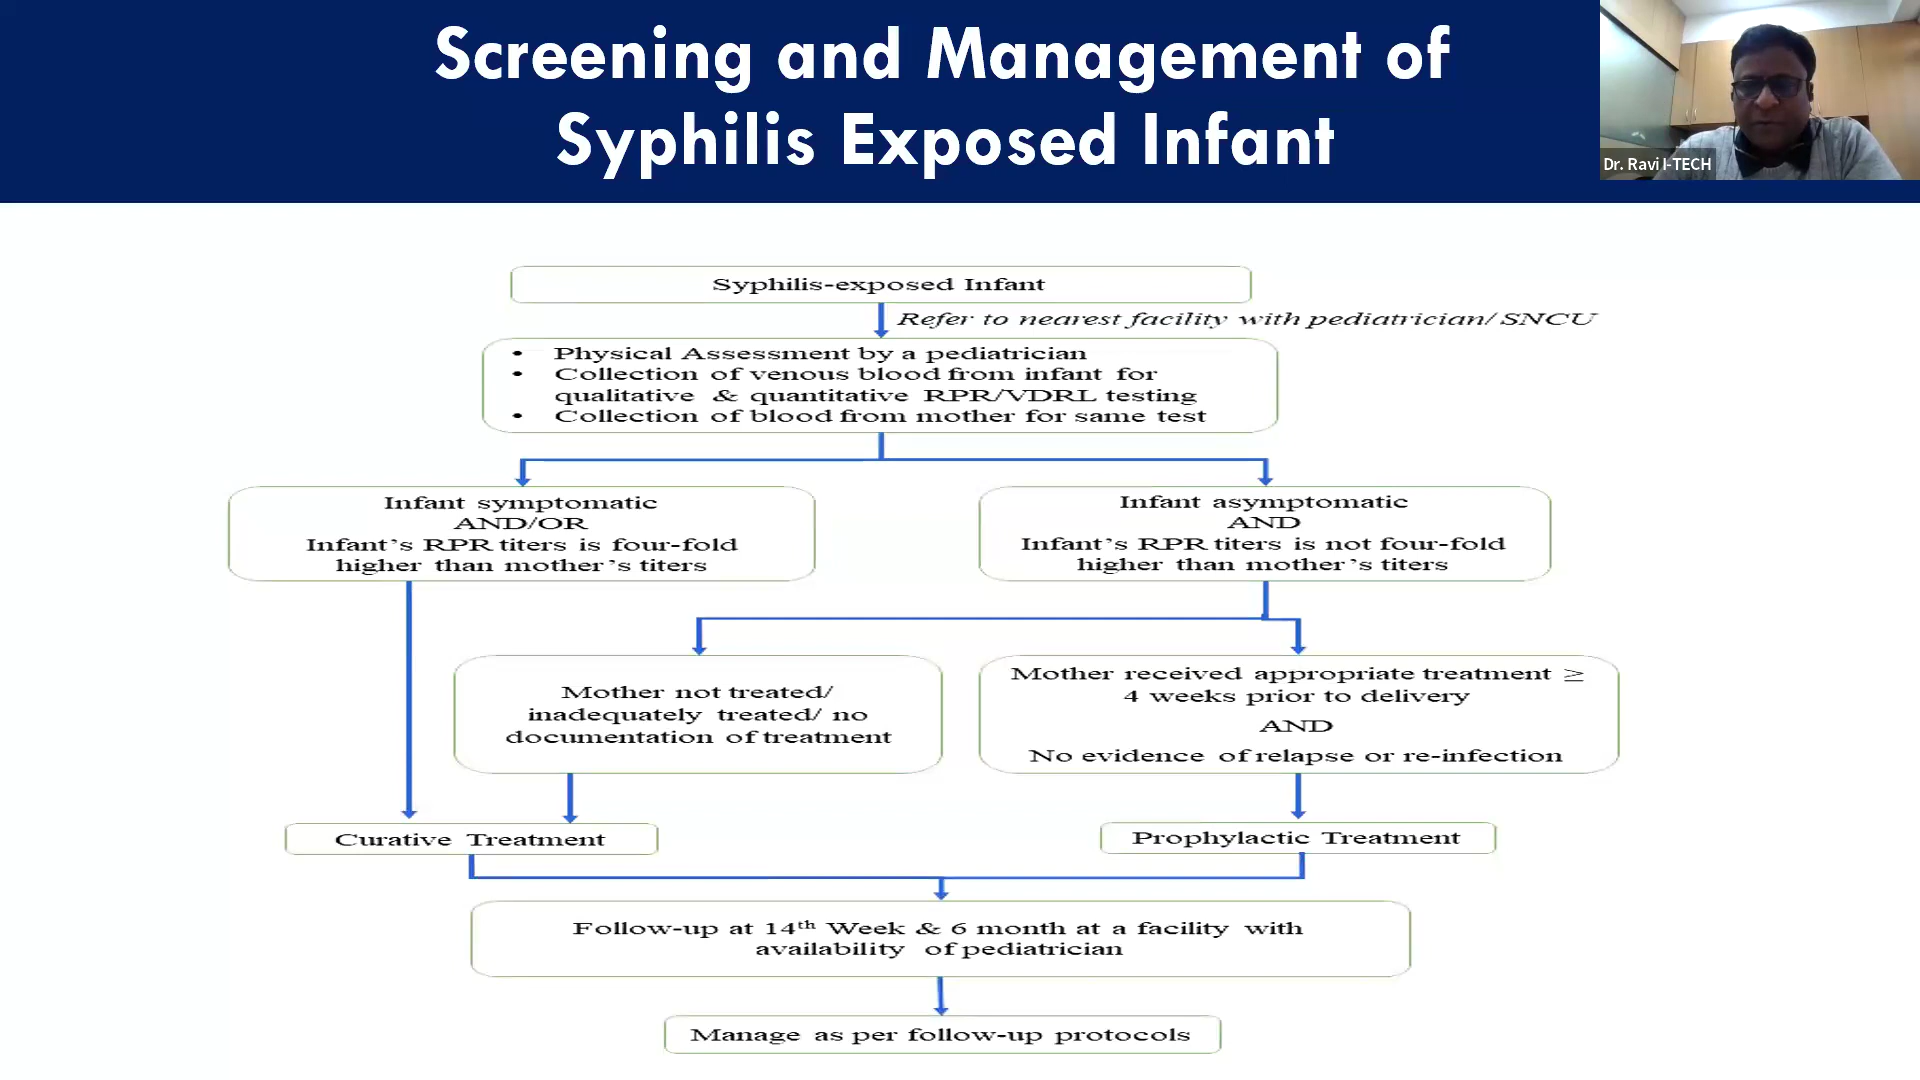 Screening and Management of
Syphilis Exposed Infant
Dr. Ravi I-TECH
Syphilis-exposed Infant
Refer to nearest facility with pediatrician/ SNCU
• Physical Assessment by a pediatrician
• Collection of venous blood from infant for
qualitative & quantitative RPR/VDRL testing
• Collection of blood from mother for same test
Infant symptomatic
AND/OR
Infant's RPR titers is four-fold
higher than mother's titers
Infant asymptomatic
AND
Infant's RPR titers is not four-fold
higher than mother's titers
Mother not treated/
inadequately treated/ no
documentation of treatment
Mother received appropriate treatment ≥
4 weeks prior to delivery
AND
No evidence of relapse or re-infection
Curative Treatment
Prophylactic Treatment
Follow-up at 14th Week & 6 month at a facility with
availability of pediatrician
Manage as per follow-up protocols